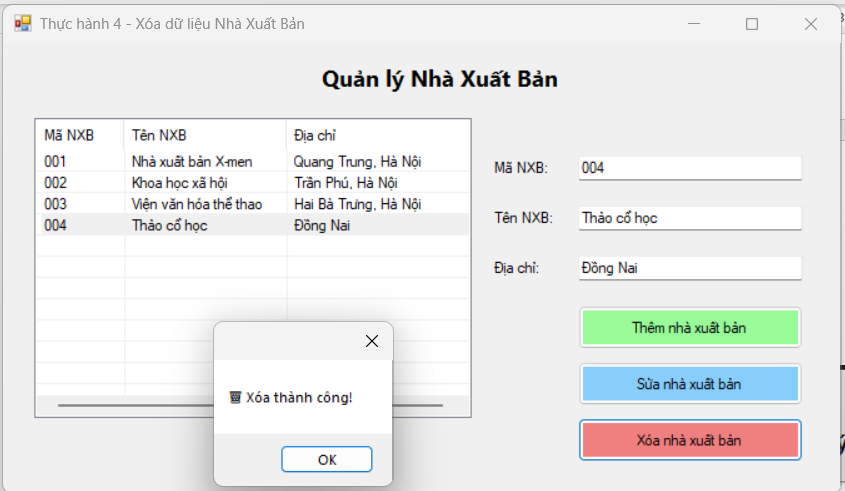 Thực hành 4 - Xóa dữ liệu Nhà Xuất Bản
Quản lý Nhà Xuất Bản
Mã NXB Tên NXB Địa chỉ
001 Nhà xuất bản X-men Quang Trung, Hà Nội
002 Khoa học xã hội Trần Phú, Hà Nội
003 Viện văn hóa thể thao Hai Bà Trưng, Hà Nội
004 Thảo cổ học Đồng Nai
Mã NXB: 004
Tên NXB: Thảo cổ học
Địa chỉ: Đồng Nai
Thêm nhà xuất bản
Sửa nhà xuất bản
Xóa nhà xuất bản
Xóa thành công!
OK